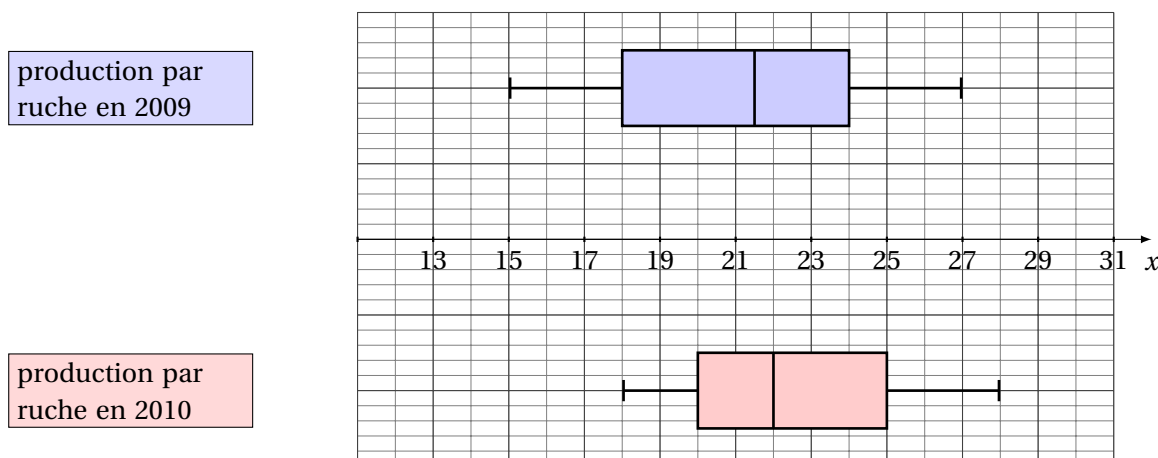 production par
ruche en 2009
13 15 17 19 21 23 25 27 29 31 x
production par
ruche en 2010